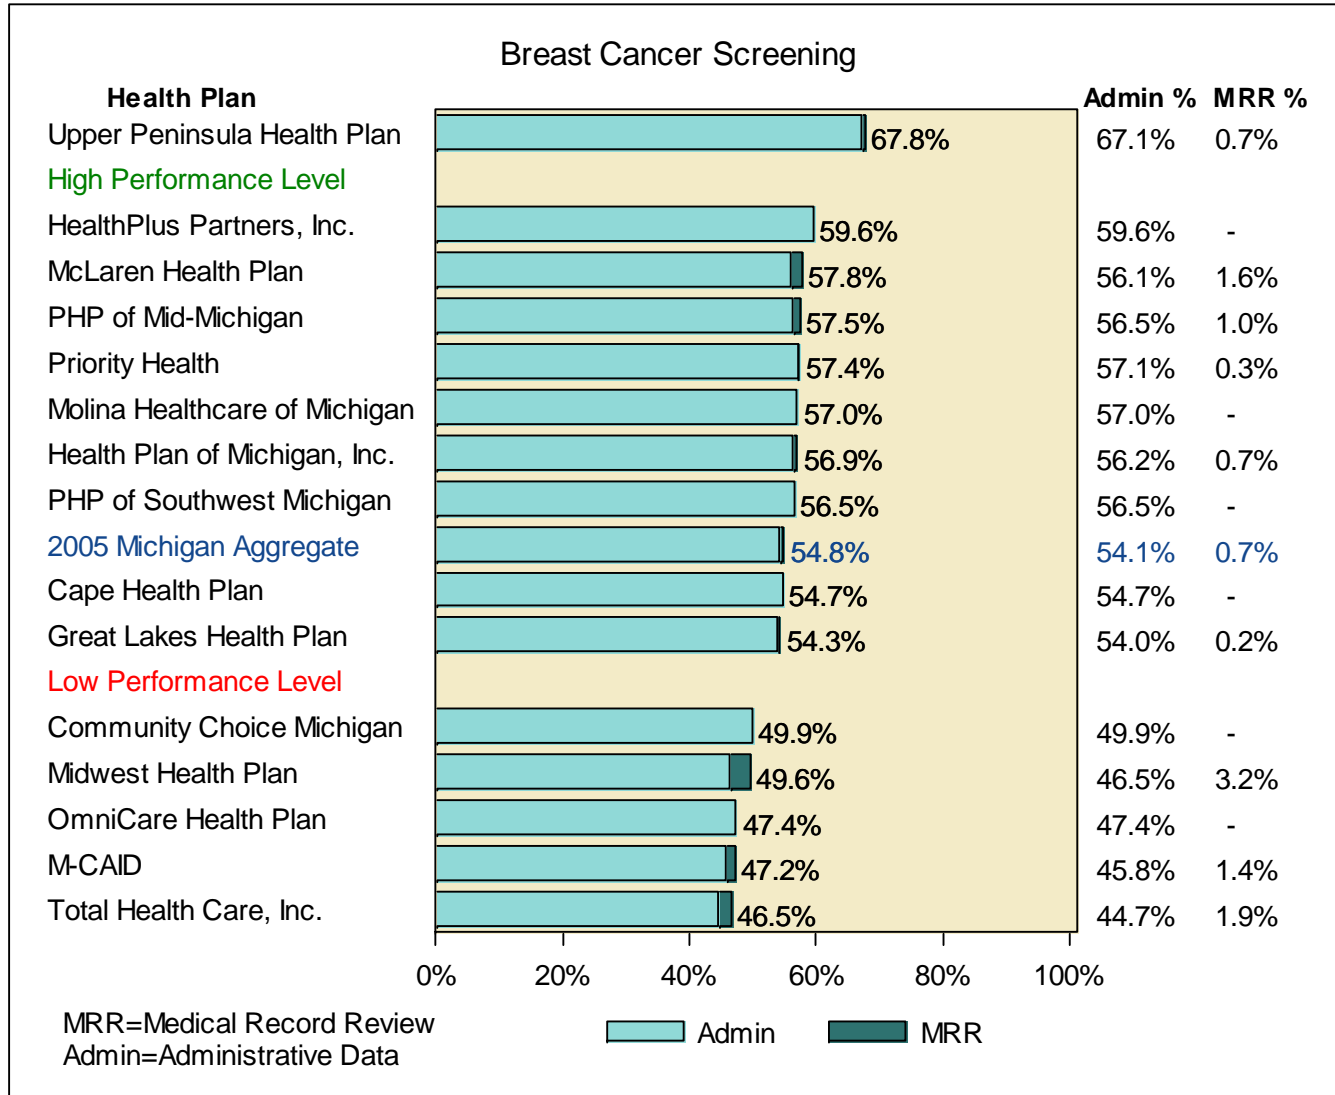 Breast Cancer Screening
Health Plan Admin % MRR %
Upper Peninsula Health Plan 67.8% 67.1% 0.7%
High Performance Level
HealthPlus Partners, Inc. 59.6% 59.6% -
McLaren Health Plan 57.8% 56.1% 1.6%
PHP of Mid-Michigan 57.5% 56.5% 1.0%
Priority Health 57.4% 57.1% 0.3%
Molina Healthcare of Michigan 57.0% 57.0% -
Health Plan of Michigan, Inc. 56.9% 56.2% 0.7%
PHP of Southwest Michigan 56.5% 56.5% -
2005 Michigan Aggregate 54.8% 54.1% 0.7%
Cape Health Plan 54.7% 54.7% -
Great Lakes Health Plan 54.3% 54.0% 0.2%
Low Performance Level
Community Choice Michigan 49.9% 49.9% -
Midwest Health Plan 49.6% 46.5% 3.2%
OmniCare Health Plan 47.4% 47.4% -
M-CAID 47.2% 45.8% 1.4%
Total Health Care, Inc. 46.5% 44.7% 1.9%
0% 20% 40% 60% 80% 100%
MRR=Medical Record Review Admin MRR
Admin=Administrative Data